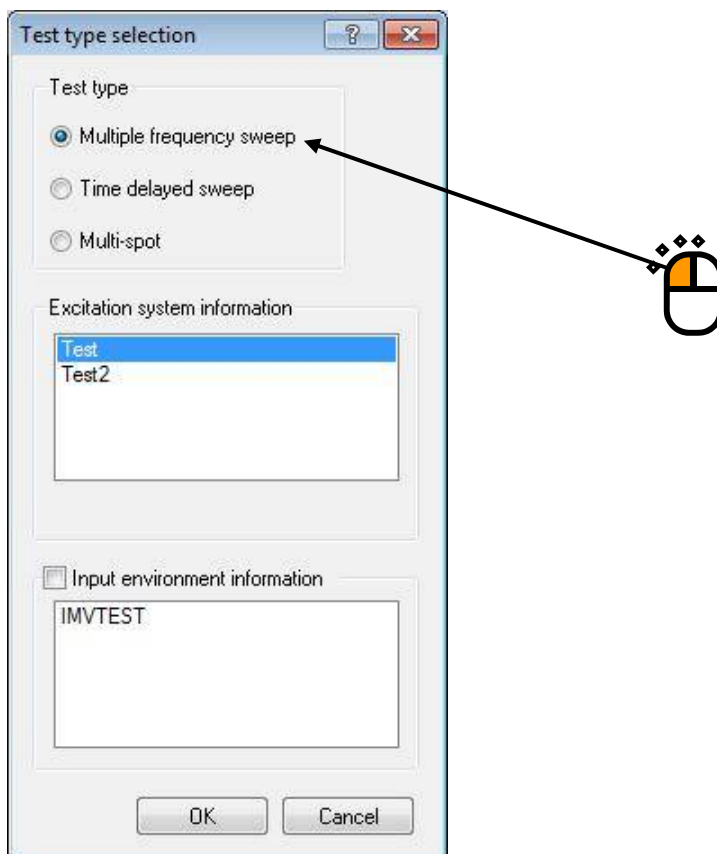 Test type selection
Test type
Multiple frequency sweep
Time delayed sweep
Multi-spot
Excitation system information
Test
Test2
Input environment information
IMVTEST
OK Cancel